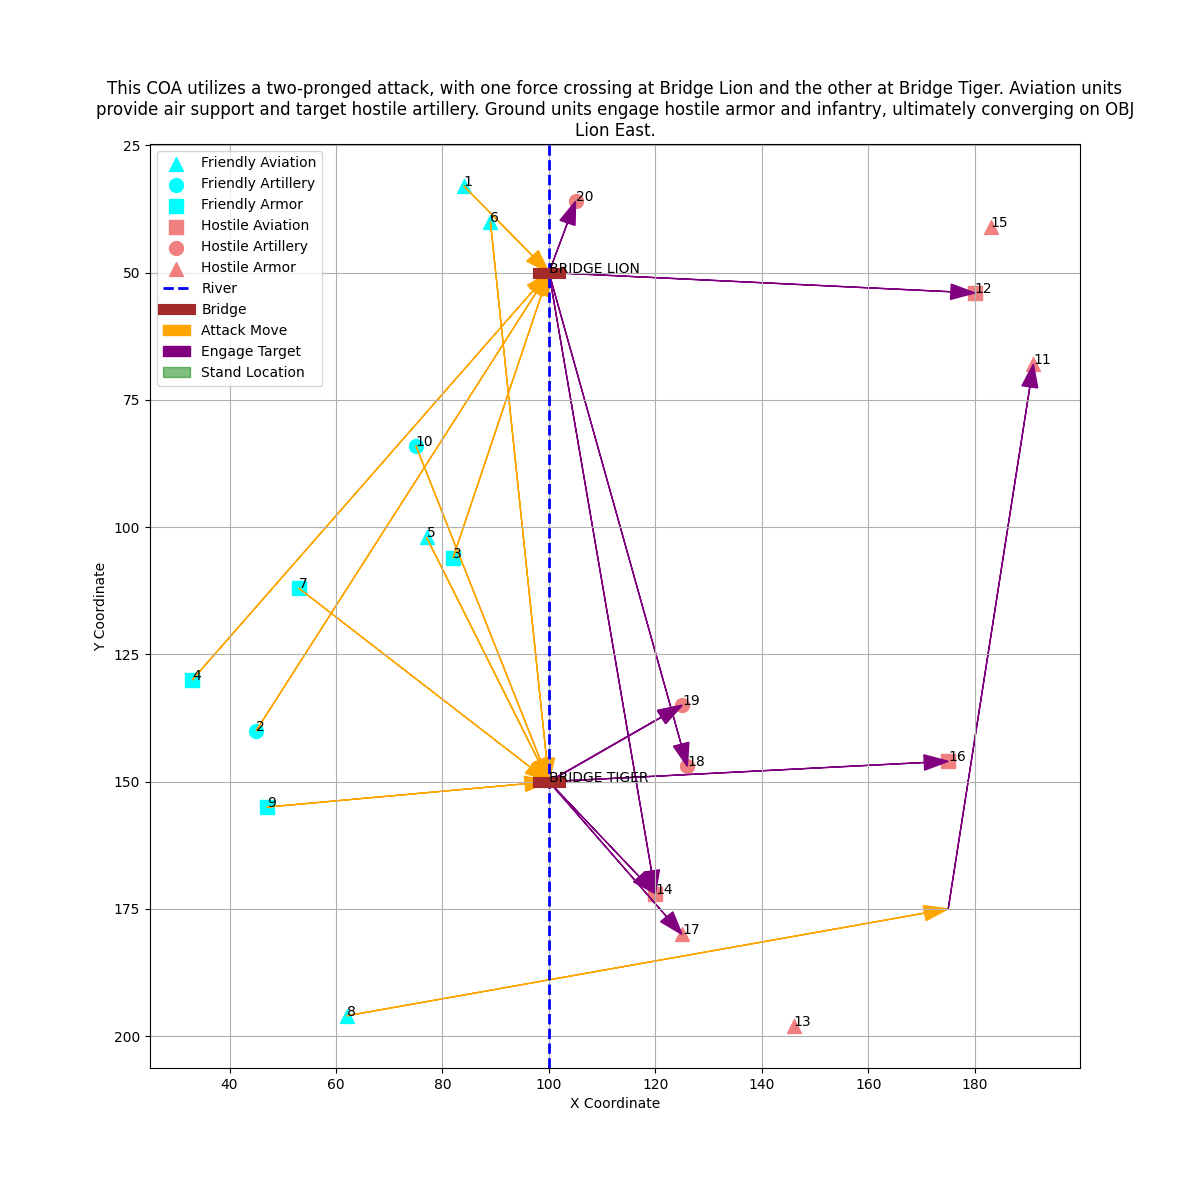 This COA utilizes a two-pronged attack, with one force crossing at Bridge Lion and the other at Bridge Tiger. Aviation units
provide air support and target hostile artillery. Ground units engage hostile armor and infantry, ultimately converging on OBJ
Lion East.
25
50
75
100
125
150
175
200
Y Coordinate
Friendly Aviation
Friendly Artillery
Friendly Armor
Hostile Aviation
Hostile Artillery
Hostile Armor
River
Bridge
Attack Move
Engage Target
Stand Location
1
20
6
15
BRIDGE LION
12
11
10
5
3
7
4
19
2
16
18
BRIDGE TIGER
9
14
17
8
13
40
60
80
100
120
140
160
180
X Coordinate